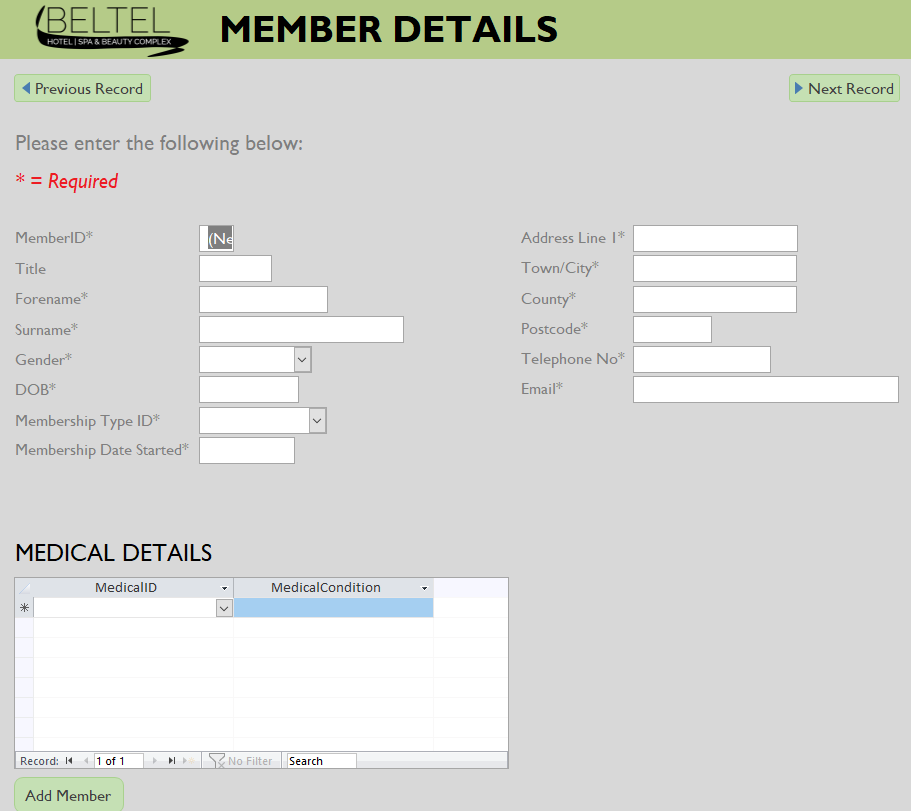 BELTEL
HOTEL | SPA & BEAUTY COMPLEX
MEMBER DETAILS
Previous Record
Next Record
Please enter the following below:
* = Required
MemberID*
(Ne
Title
Forename*
Surname*
Gender*
DOB*
Membership Type ID*
Membership Date Started*
Address Line 1*
Town/City*
County*
Postcode*
Telephone No*
Email*
MEDICAL DETAILS
MedicalID MedicalCondition
Record: 1 of 1 No Filter Search
Add Member